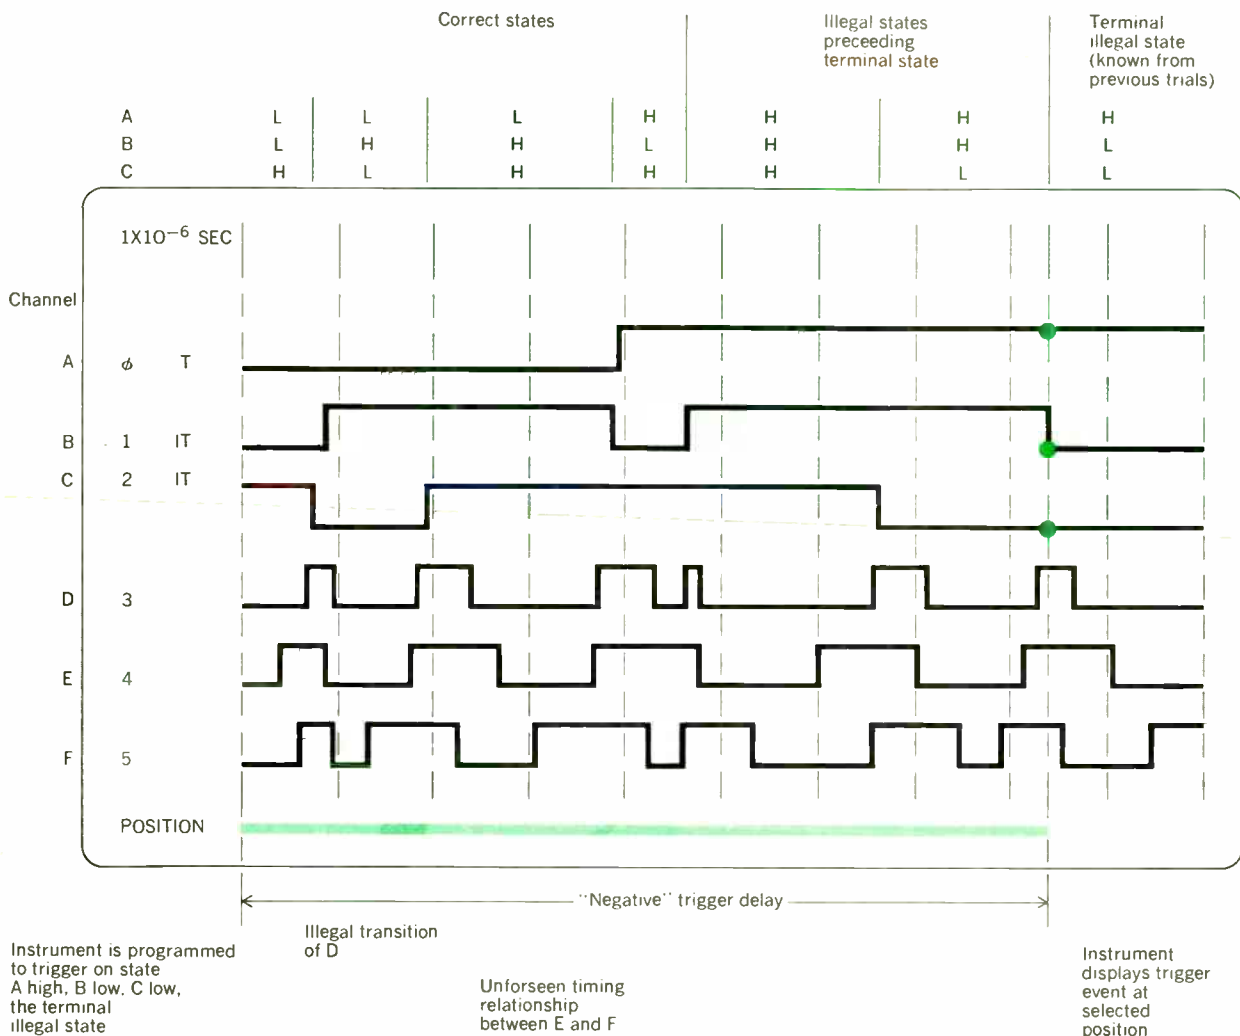 Correct states
Illegal states
preceeding
terminal state
Terminal
illegal state
(known from
previous trials)
A L L L H H H H
B L H H L H H L
C H L H H H L L
1X10−6 SEC
Channel
A ϕ T
B 1 IT
C 2 IT
D 3
E 4
F 5
POSITION
"Negative" trigger delay
Instrument is programmed
to trigger on state
A high, B low, C low,
the terminal
illegal state
Illegal transition
of D
Unforseen timing
relationship
between E and F
Instrument
displays trigger
event at
selected
position